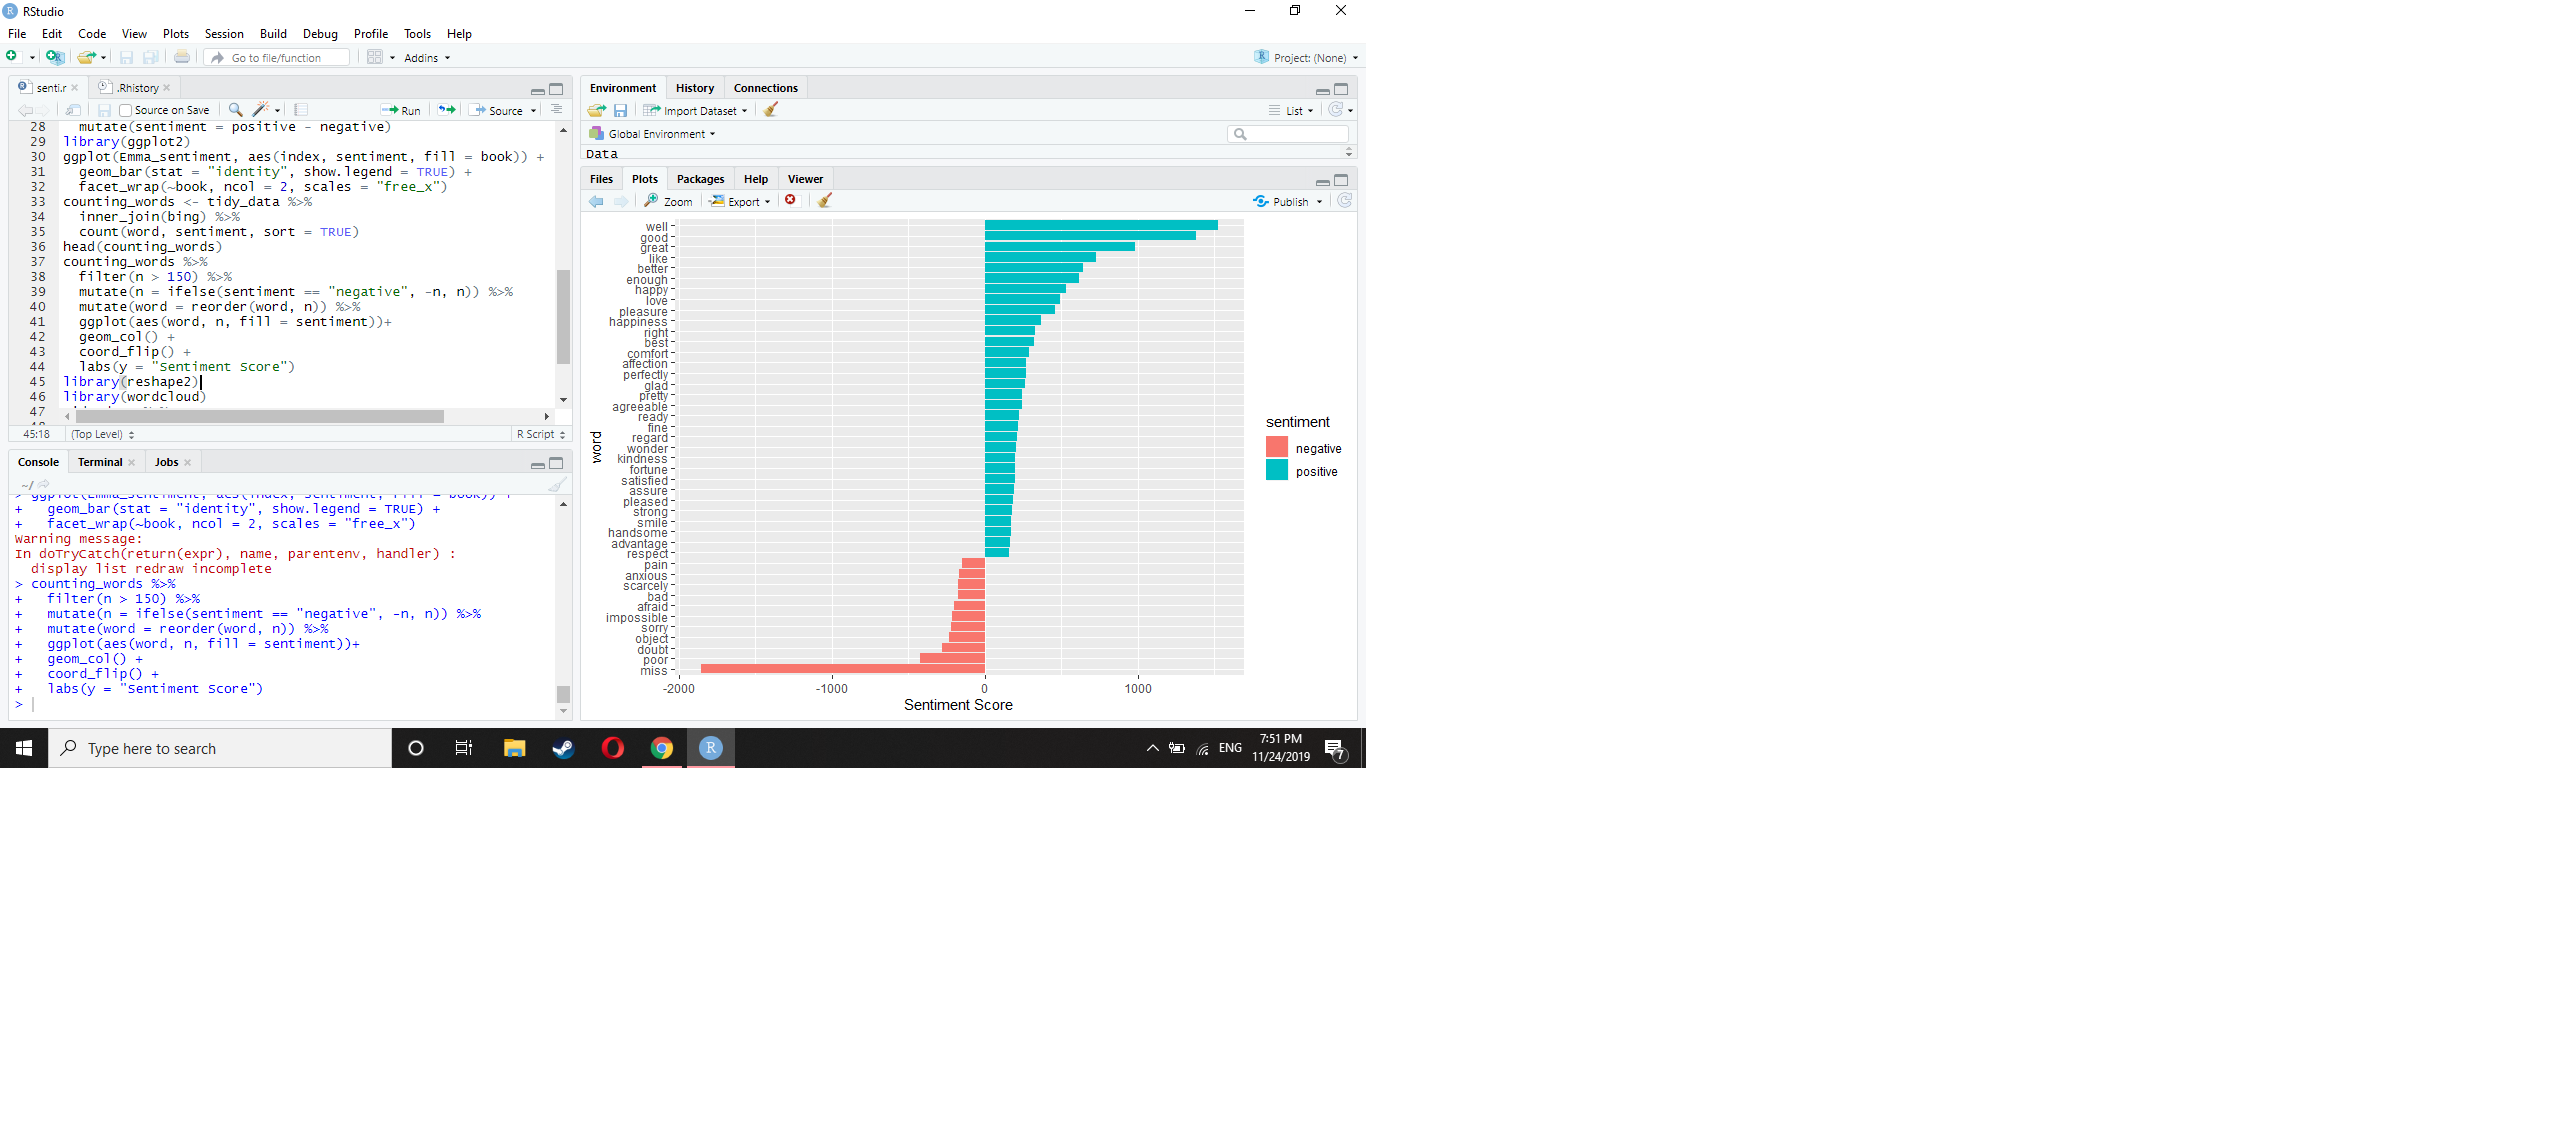 RStudio
File Edit Code View Plots Session Build Debug Profile Tools Help
Go to file/function Addins Project: (None)
senti.r .Rhistory
Source on Save Run Source
28 mutate(sentiment = positive - negative)
29 library(ggplot2)
30 ggplot(Emma_sentiment, aes(index, sentiment, fill = book)) +
31 geom_bar(stat = "identity", show.legend = TRUE) +
32 facet_wrap(~book, ncol = 2, scales = "free_x")
33 counting_words <- tidy_data %>%
34 inner_join(bing) %>%
35 count(word, sentiment, sort = TRUE)
36 head(counting_words)
37 counting_words %>%
38 filter(n > 150) %>%
39 mutate(n = ifelse(sentiment == "negative", -n, n)) %>%
40 mutate(word = reorder(word, n)) %>%
41 ggplot(aes(word, n, fill = sentiment))+
42 geom_col() +
43 coord_flip() +
44 labs(y = "Sentiment Score")
45 library(reshape2)
46 library(wordcloud)
47
45:18 (Top Level) R Script
Console Terminal Jobs
~/
> ggplot(Emma_sentiment, aes(index, sentiment, fill = book)) +
+ geom_bar(stat = "identity", show.legend = TRUE) +
+ facet_wrap(~book, ncol = 2, scales = "free_x")
Warning message:
In doTryCatch(return(expr), name, parentenv, handler) :
display list redraw incomplete
> counting_words %>%
+ filter(n > 150) %>%
+ mutate(n = ifelse(sentiment == "negative", -n, n)) %>%
+ mutate(word = reorder(word, n)) %>%
+ ggplot(aes(word, n, fill = sentiment))+
+ geom_col() +
+ coord_flip() +
+ labs(y = "Sentiment Score")
>
Environment History Connections
Import Dataset List
Global Environment
Data
Files Plots Packages Help Viewer
Zoom Export Publish
well
good
great
like
better
enough
happy
love
pleasure
happiness
right
best
comfort
affection
perfectly
glad
pretty
agreeable
ready
fine
regard
wonder
kindness
fortune
satisfied
assure
pleased
strong
smile
handsome
advantage
respect
pain
anxious
scarcely
bad
afraid
impossible
sorry
object
doubt
poor
miss
word
-2000 -1000 0 1000
Sentiment Score
sentiment
negative
positive
Type here to search
ENG
7:51 PM
11/24/2019
7